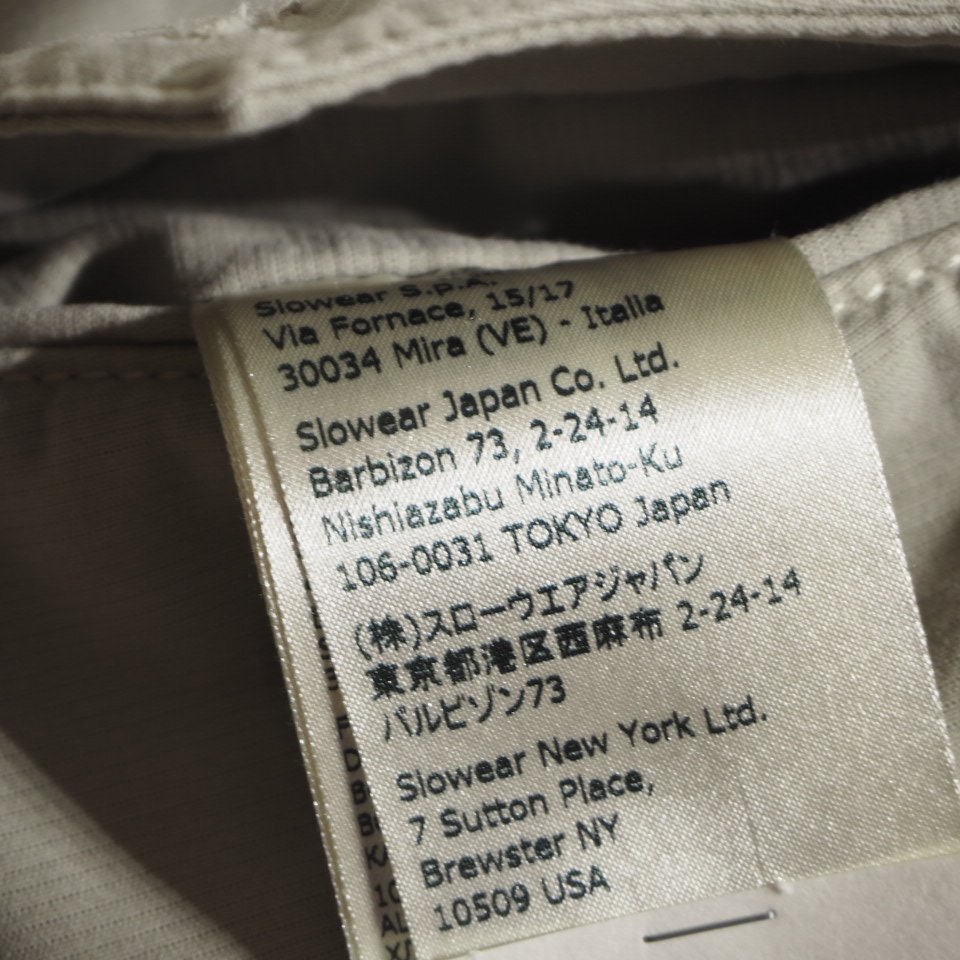 Slowear S.p.A.
Via Fornace, 15/17
30034 Mira (VE) - Italia
Slowear Japan Co. Ltd.
Barbizon 73, 2-24-14
Nishiazabu Minato-Ku
106-0031 TOKYO Japan
(株)スローウエアジャパン
東京都港区西麻布 2-24-14
バルビゾン73
Slowear New York Ltd.
7 Sutton Place,
Brewster NY
10509 USA